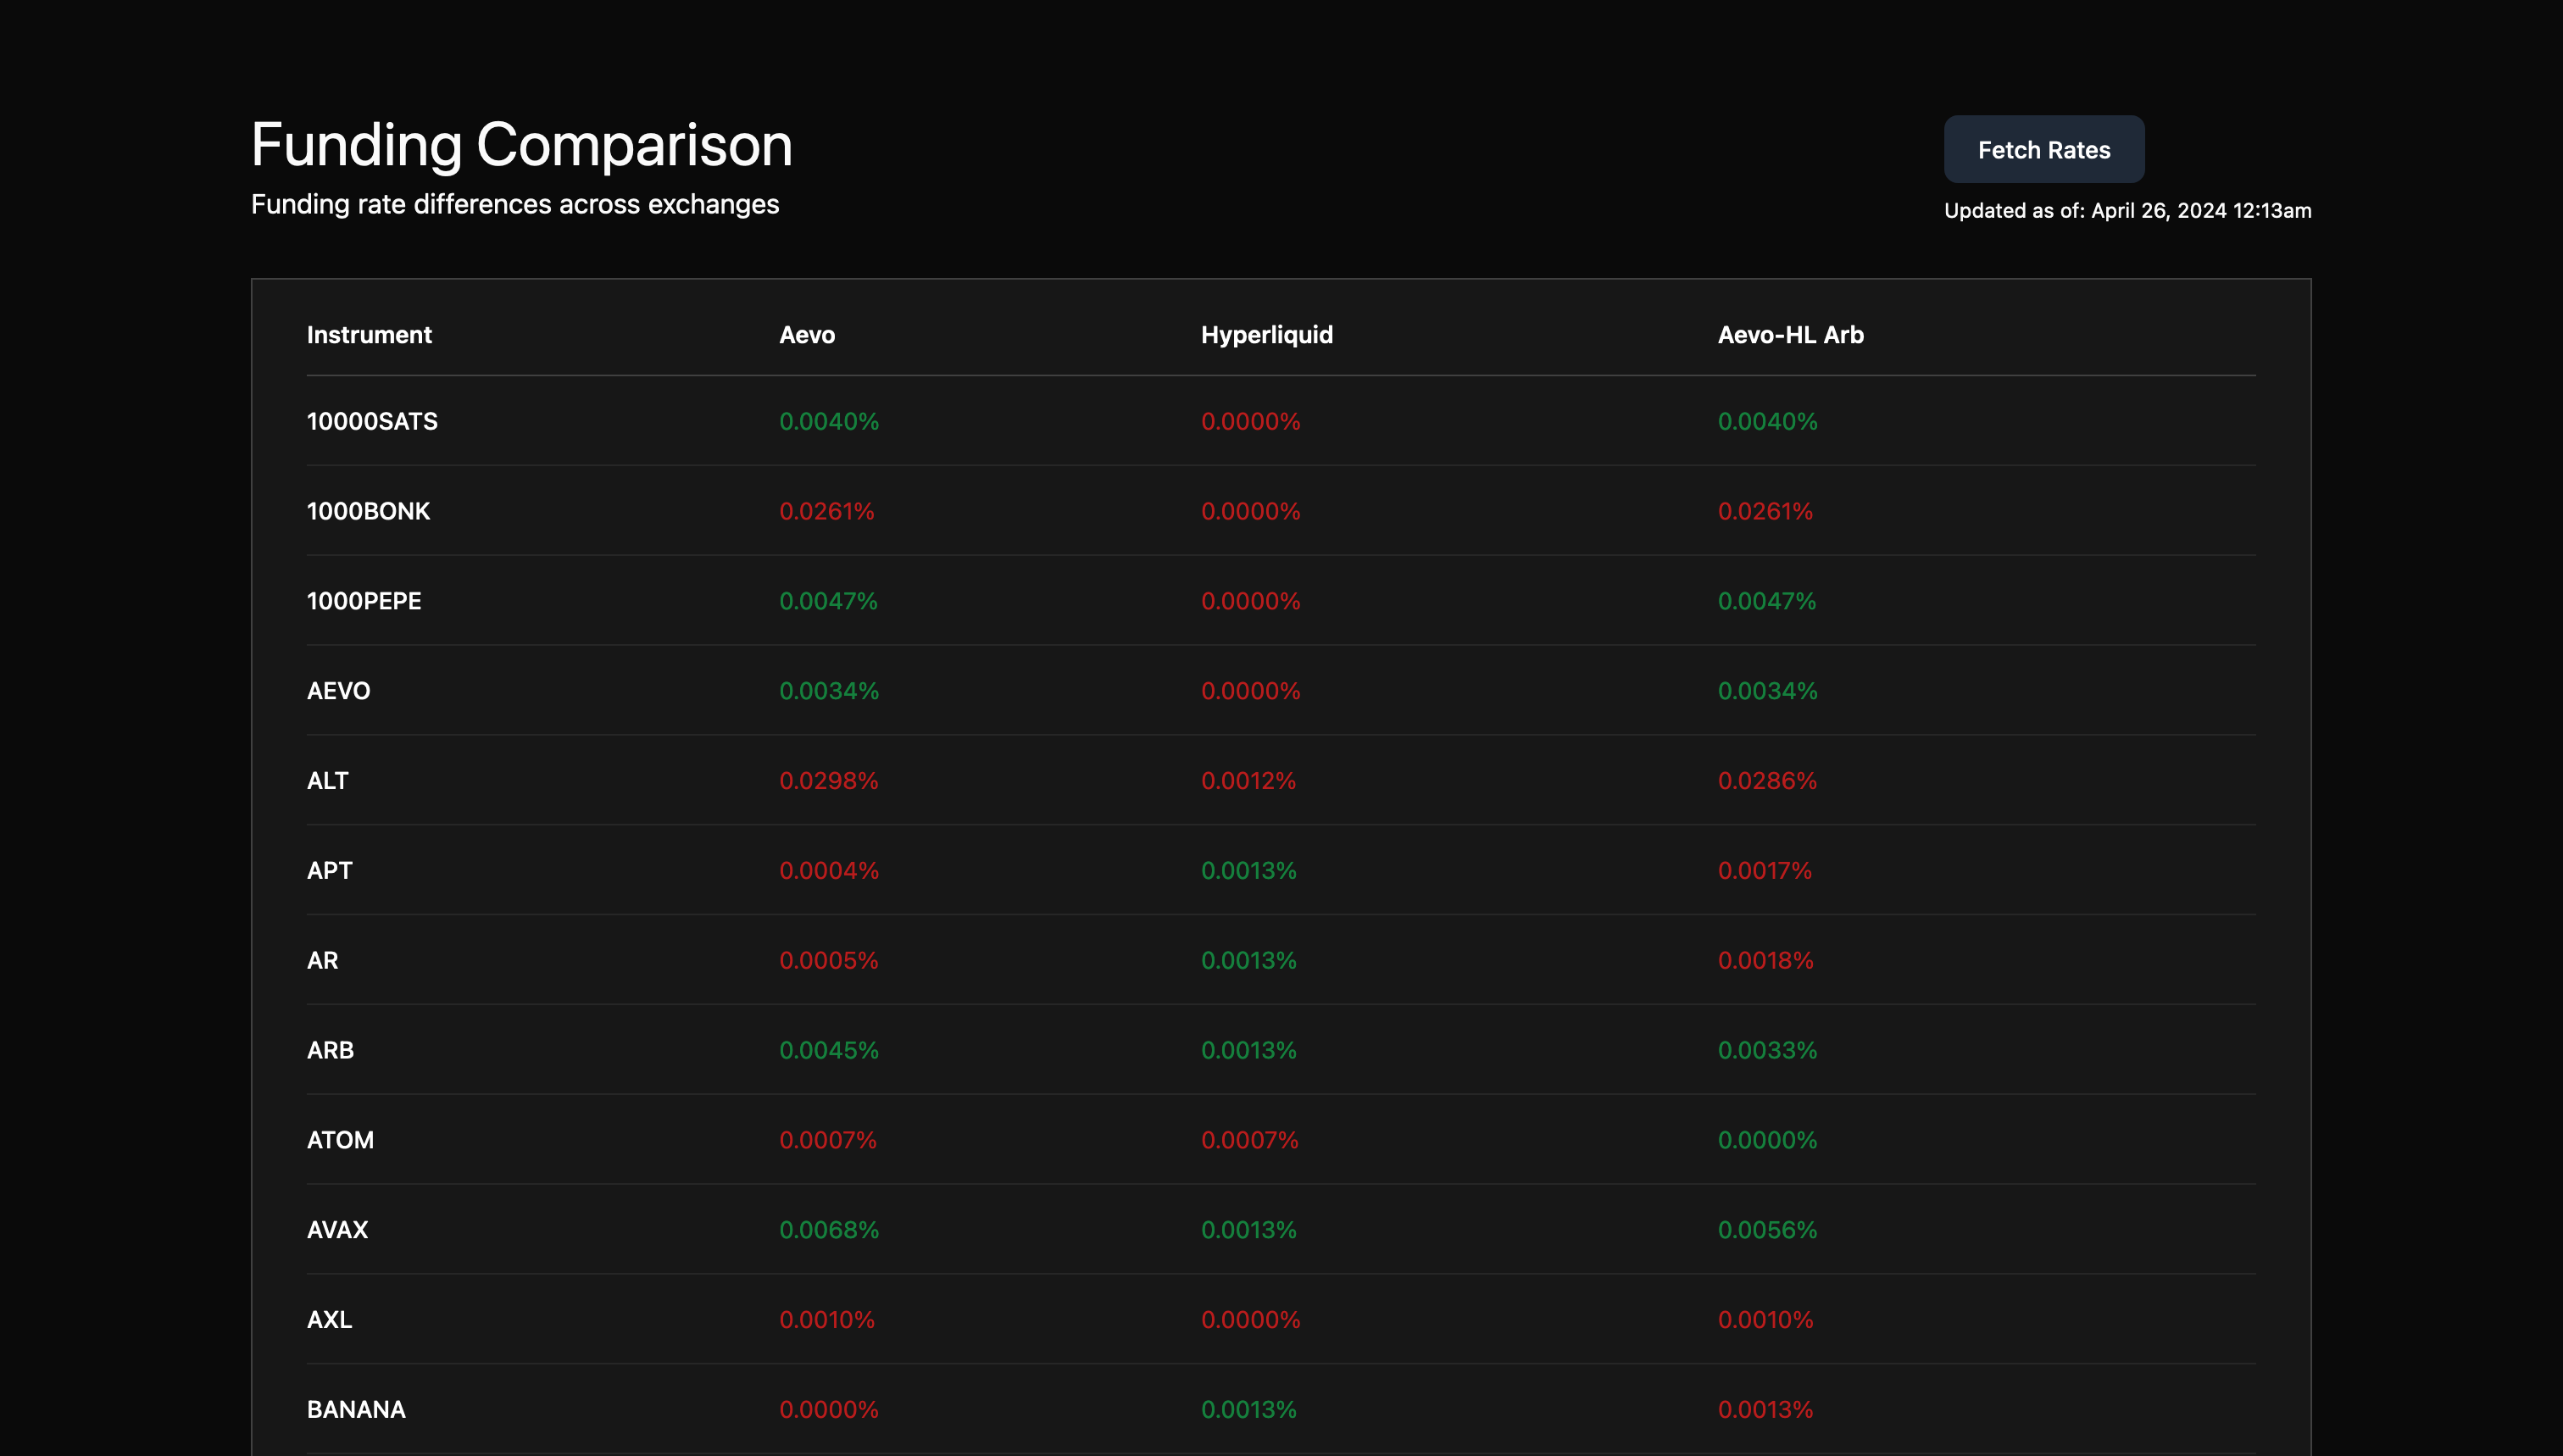 Funding Comparison
Funding rate differences across exchanges
Fetch Rates
Updated as of: April 26, 2024 12:13am
Instrument Aevo Hyperliquid Aevo-HL Arb
10000SATS 0.0040% 0.0000% 0.0040%
1000BONK 0.0261% 0.0000% 0.0261%
1000PEPE 0.0047% 0.0000% 0.0047%
AEVO 0.0034% 0.0000% 0.0034%
ALT 0.0298% 0.0012% 0.0286%
APT 0.0004% 0.0013% 0.0017%
AR 0.0005% 0.0013% 0.0018%
ARB 0.0045% 0.0013% 0.0033%
ATOM 0.0007% 0.0007% 0.0000%
AVAX 0.0068% 0.0013% 0.0056%
AXL 0.0010% 0.0000% 0.0010%
BANANA 0.0000% 0.0013% 0.0013%